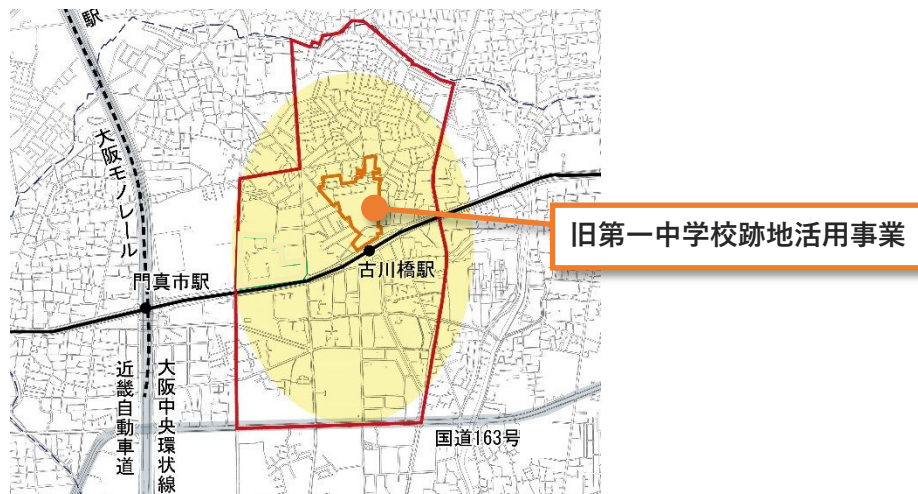 駅
大阪モノレール
門真市駅
古川橋駅
旧第一中学校跡地活用事業
近畿自動車道
大阪中央環状線
国道163号